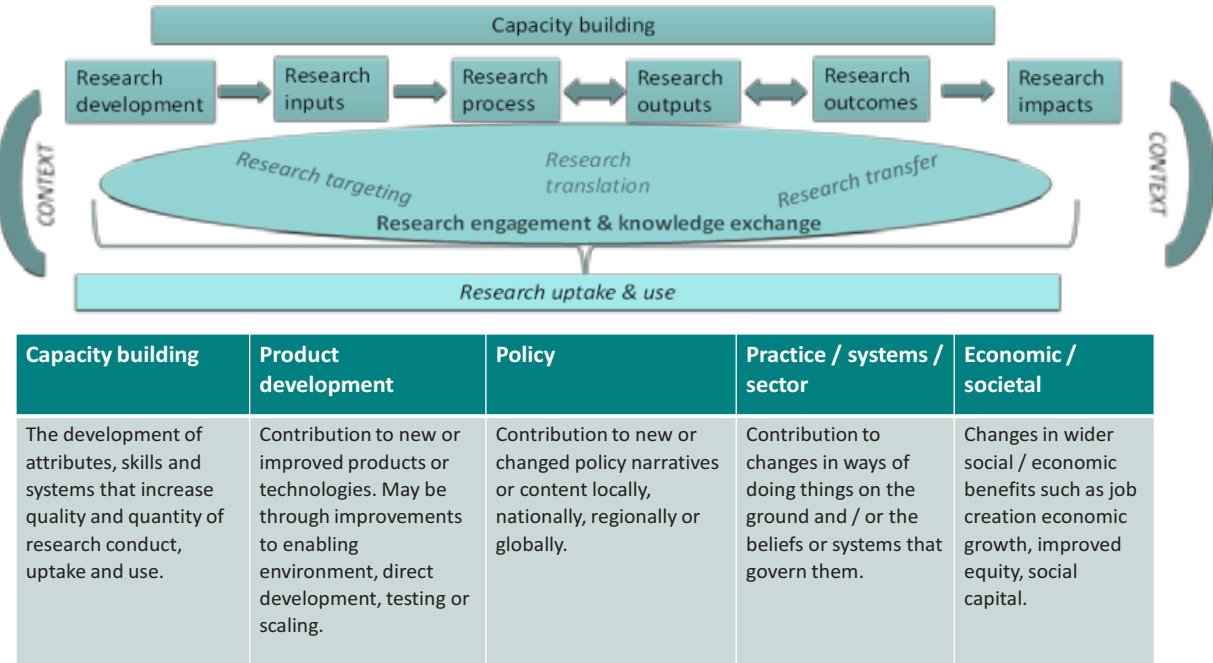 Capacity building
Research
development
Research
inputs
Research
process
Research
outputs
Research
outcomes
Research
impacts
CONTEXT
CONTEXT
Research targeting
Research
translation
Research transfer
Research engagement & knowledge exchange
Research uptake & use
Capacity building
The development of
attributes, skills and
systems that increase
quality and quantity of
research conduct,
uptake and use.
Product
development
Contribution to new or
improved products or
technologies. May be
through improvements
to enabling
environment, direct
development, testing or
scaling.
Policy
Contribution to new or
changed policy narratives
or content locally,
nationally, regionally or
globally.
Practice / systems /
sector
Contribution to
changes in ways of
doing things on the
ground and / or the
beliefs or systems that
govern them.
Economic /
societal
Changes in wider
social / economic
benefits such as job
creation economic
growth, improved
equity, social
capital.